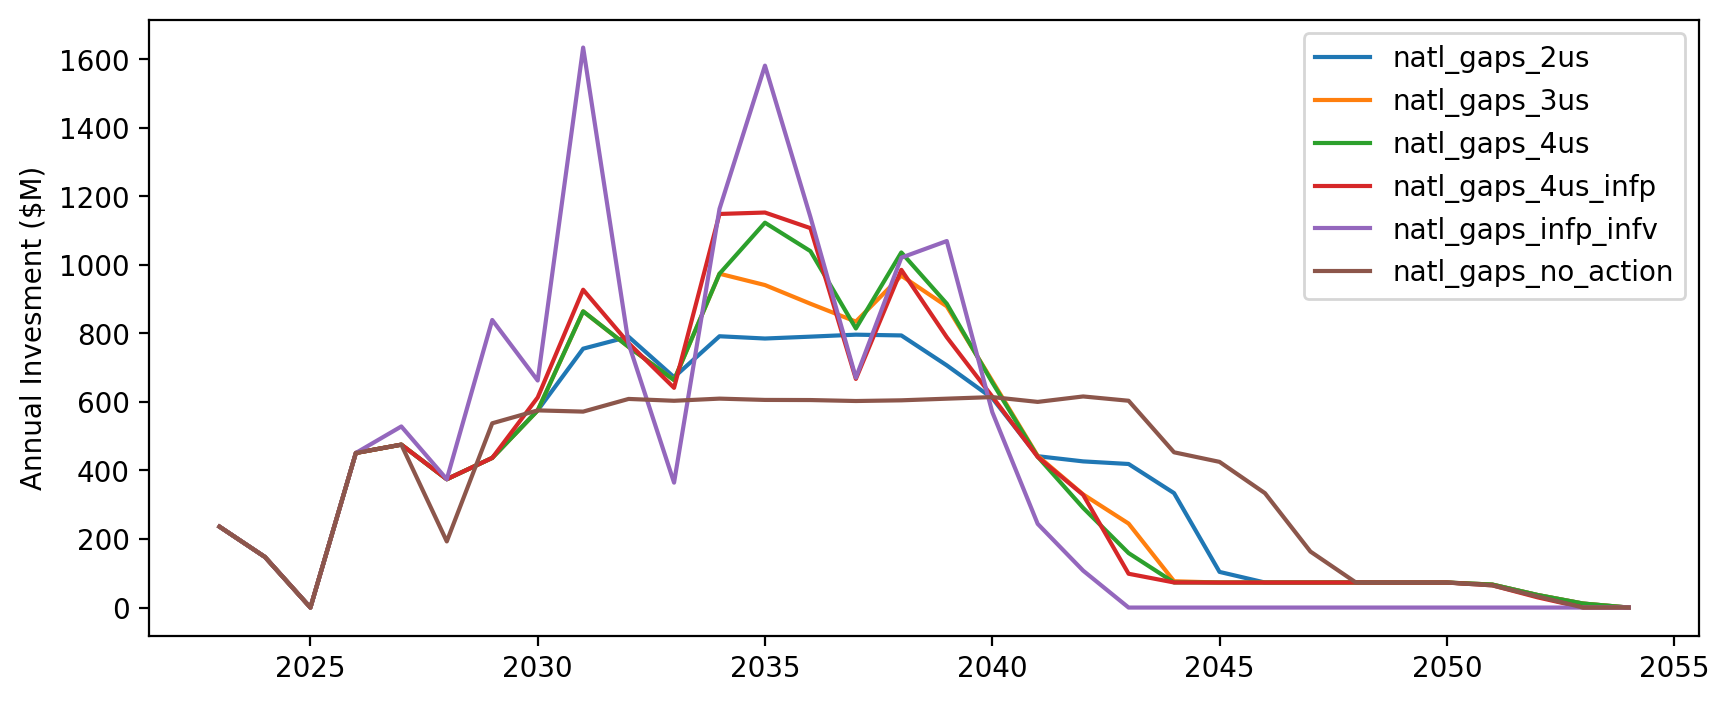 Annual Invesment ($M)
1600
1400
1200
1000
800
600
400
200
0
2025
2030
2035
2040
2045
2050
2055
natl_gaps_2us
natl_gaps_3us
natl_gaps_4us
natl_gaps_4us_infp
natl_gaps_infp_infv
natl_gaps_no_action